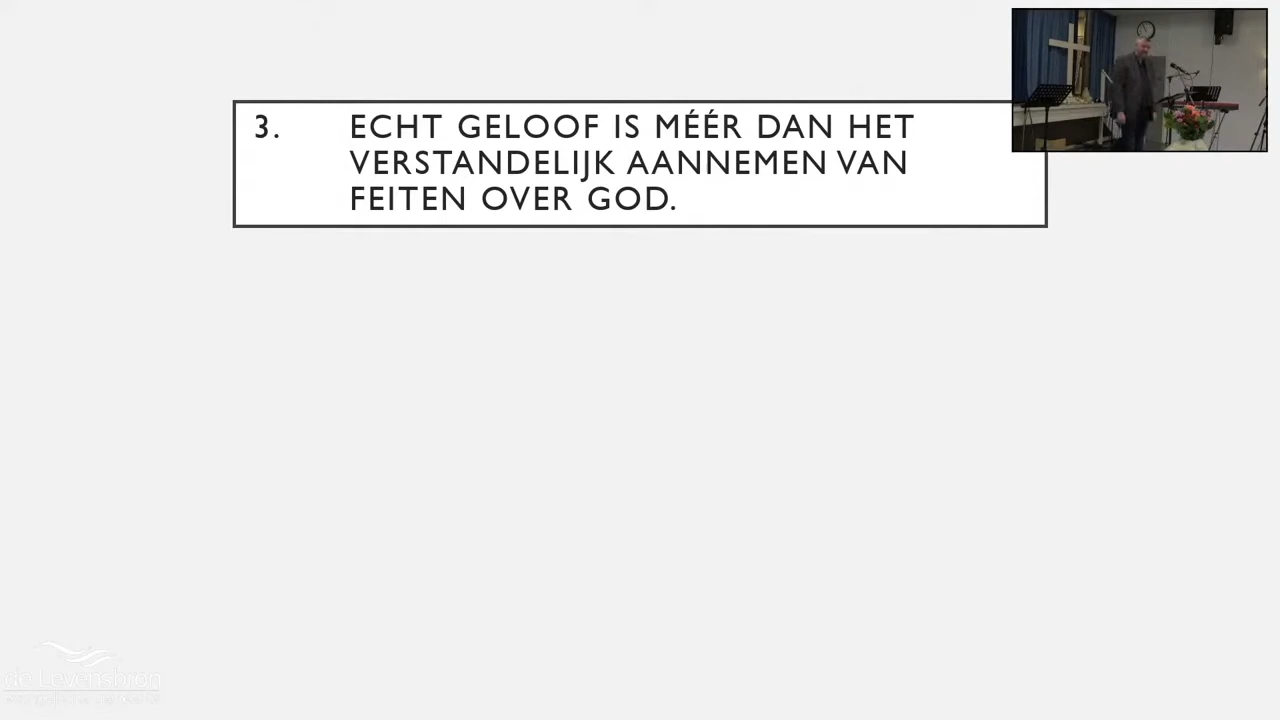 3. ECHT GELOOF IS MÉÉR DAN HET
VERSTANDELIJK AANNEMEN VAN
FEITEN OVER GOD.
de Levensbron